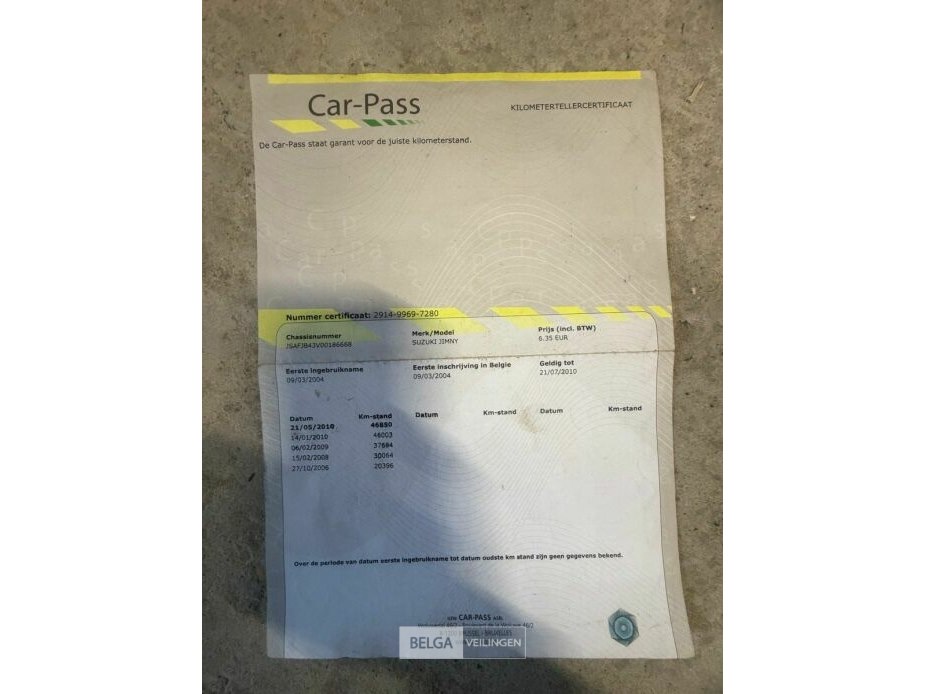 Car-Pass
KILOMETERTELLERCERTIFICAAT
De Car-Pass staat garant voor de juiste kilometerstand.
Nummer certificaat: 2914-9969-7280
Chassisnummer Merk/Model Prijs (incl. BTW)
JSAFJB43V00186668 SUZUKI JIMNY 6.35 EUR
Eerste ingebruikname Eerste inschrijving in Belgie Geldig tot
09/03/2004 09/03/2004 21/07/2010
Datum Km-stand Datum Km-stand Datum Km-stand
21/05/2010 46850
14/01/2010 46003
06/02/2009 37684
15/02/2008 30064
27/10/2006 20396
Over de periode van datum eerste ingebruikname tot datum oudste km stand zijn geen gegevens bekend.
CAR-PASS
BRUSSEL - BRUXELLES
BELGA VEILINGEN